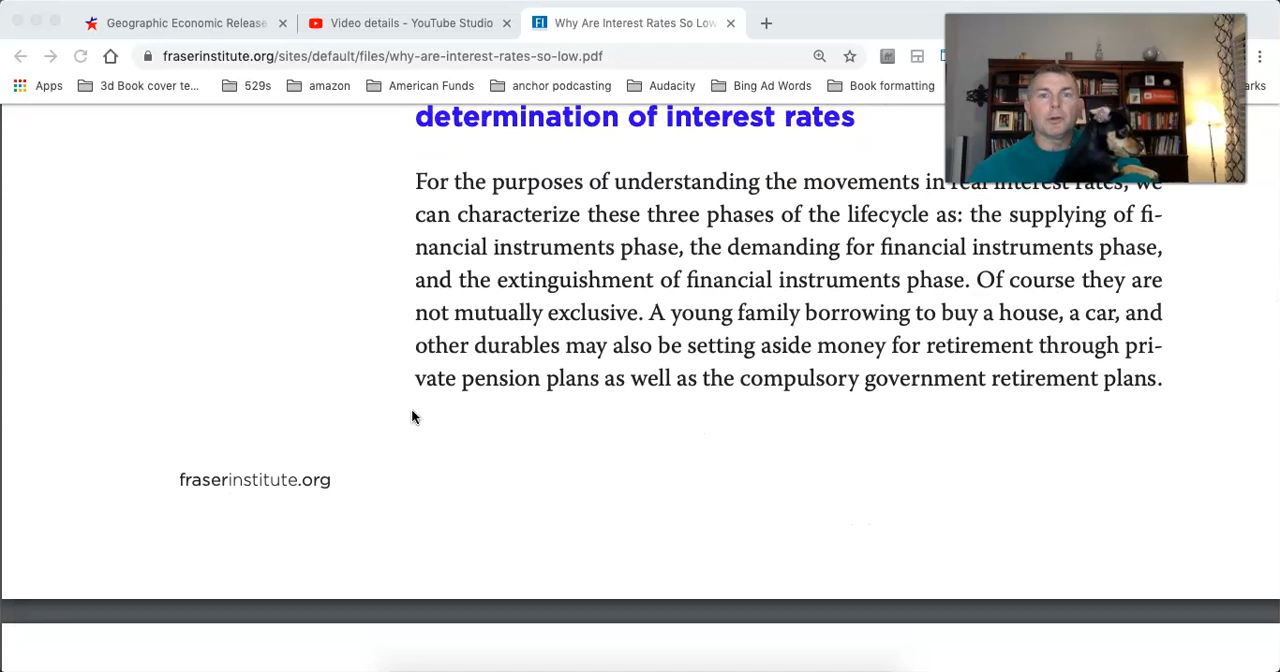 Geographic Economic Release
Video details - YouTube Studio
FI
Why Are Interest Rates So Low
fraserinstitute.org/sites/default/files/why-are-interest-rates-so-low.pdf
Apps
3d Book cover te...
529s
amazon
American Funds
anchor podcasting
Audacity
Bing Ad Words
Book formatting
arks
determination of interest rates
For the purposes of understanding the movements in real interest rates, we
can characterize these three phases of the lifecycle as: the supplying of fi-
nancial instruments phase, the demanding for financial instruments phase,
and the extinguishment of financial instruments phase. Of course they are
not mutually exclusive. A young family borrowing to buy a house, a car, and
other durables may also be setting aside money for retirement through pri-
vate pension plans as well as the compulsory government retirement plans.
fraserinstitute.org